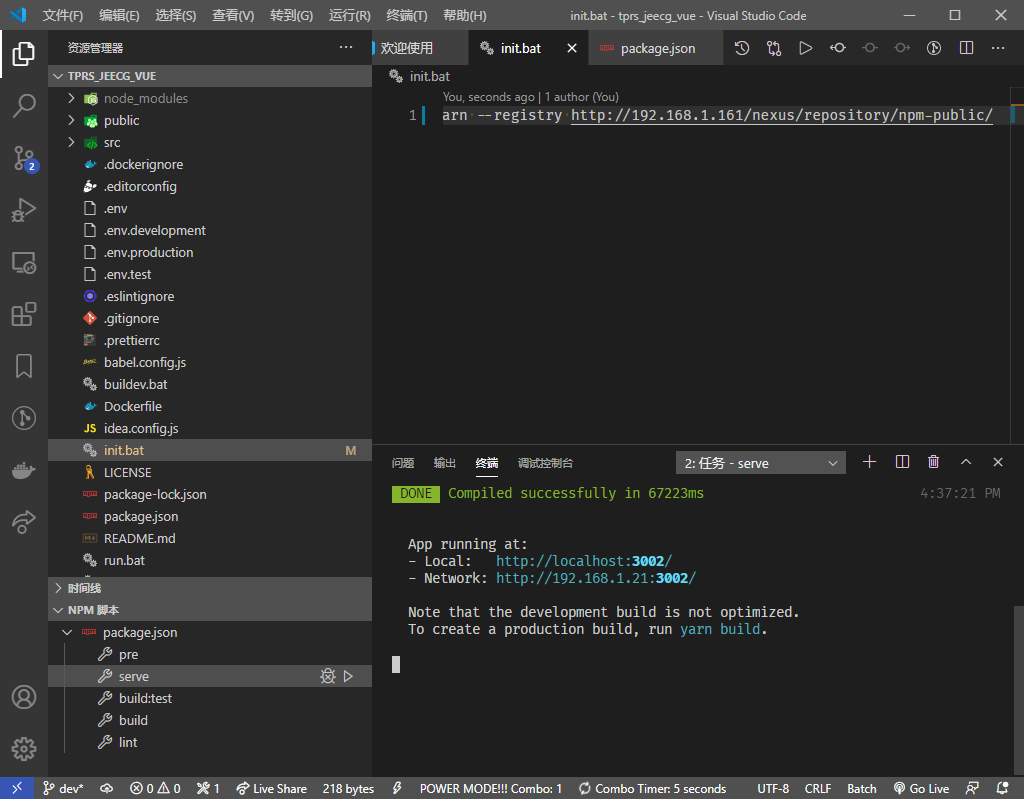 文件(F) 编辑(E) 选择(S) 查看(V) 转到(G) 运行(R) 终端(T) 帮助(H) init.bat - tprs_jeecg_vue - Visual Studio Code
资源管理器
TPRS_JEECG_VUE
node_modules
public
src
.dockerignore
.editorconfig
.env
.env.development
.env.production
.env.test
.eslintignore
.gitignore
.prettierrc
babel.config.js
buildev.bat
Dockerfile
JS idea.config.js
init.bat M
LICENSE
package-lock.json
package.json
README.md
run.bat
时间线
NPM 脚本
package.json
pre
serve
build:test
build
lint
2
欢迎使用 init.bat package.json
init.bat
You, seconds ago | 1 author (You)
1 arn --registry http://192.168.1.161/nexus/repository/npm-public/
问题 输出 终端 调试控制台 2: 任务 - serve
DONE Compiled successfully in 67223ms 4:37:21 PM
App running at:
- Local: http://localhost:3002/
- Network: http://192.168.1.21:3002/
Note that the development build is not optimized.
To create a production build, run yarn build.
dev* 0 0 1 Live Share 218 bytes POWER MODE!!! Combo: 1 Combo Timer: 5 seconds UTF-8 CRLF Batch Go Live